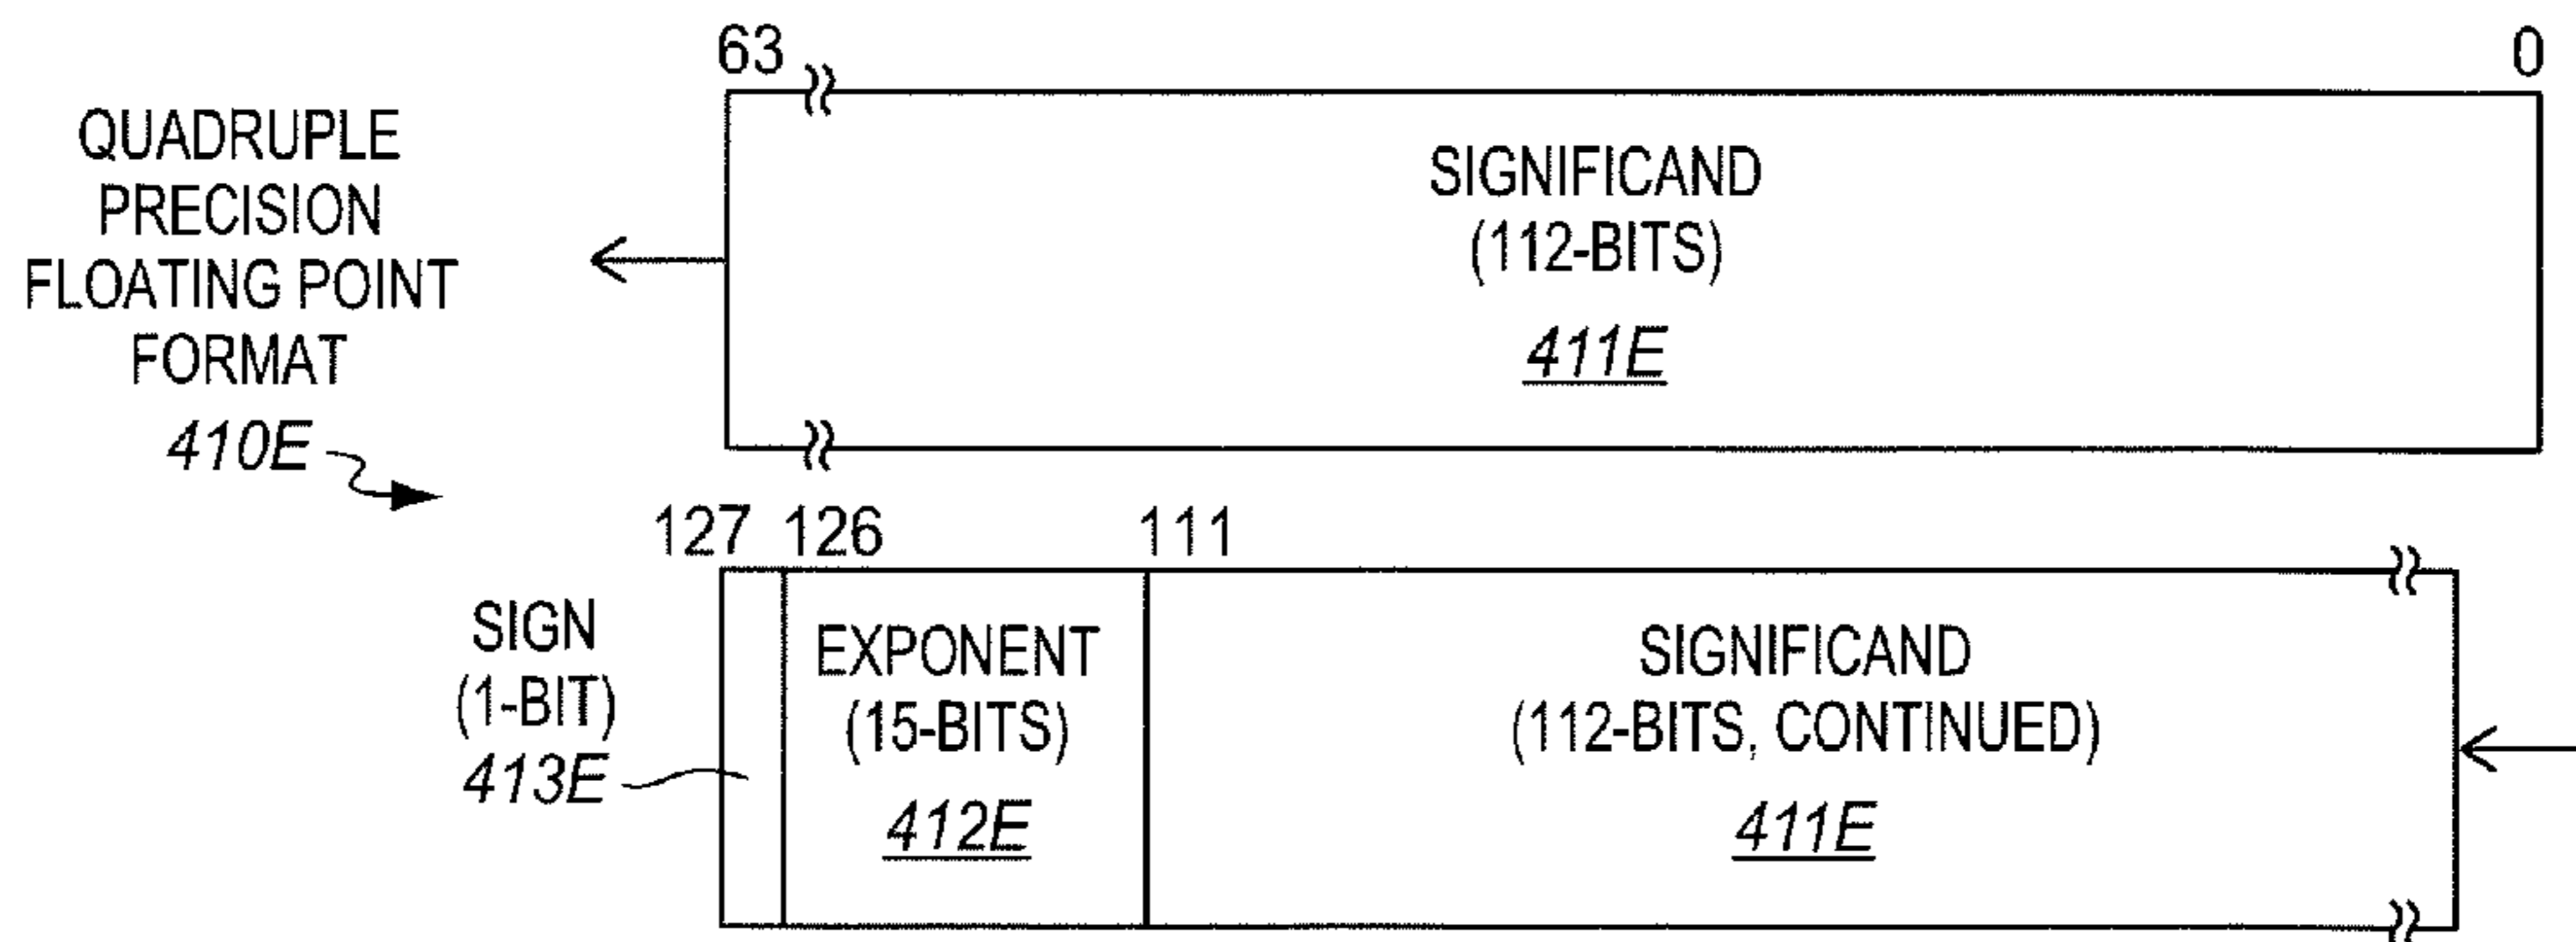 63 0
QUADRUPLE
PRECISION
FLOATING POINT
FORMAT
410E
SIGNIFICAND
(112-BITS)
411E
127 126 111
SIGN
(1-BIT)
413E
EXPONENT
(15-BITS)
412E
SIGNIFICAND
(112-BITS, CONTINUED)
411E